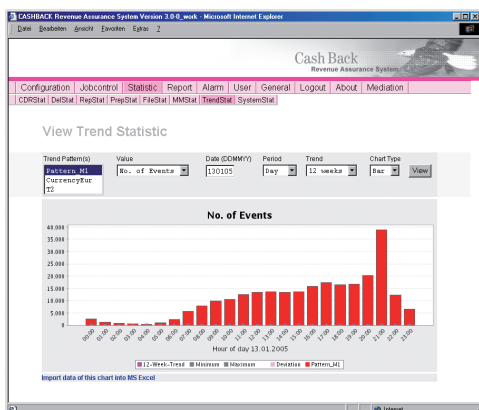 CASHBACK Revenue Assurance System Version 3.0-0_work - Microsoft Internet Explorer
Datei Bearbeiten Ansicht Favoriten Extras ?
Cash Back
Revenue Assurance System
Configuration Jobcontrol Statistic Report Alarm User General Logout About Mediation
CDRStat DelStat RepStat PrepStat FileStat MMStat TrendStat SystemStat
View Trend Statistic
Trend Pattern(s) Value Date (DDMMYY) Period Trend Chart Type
Pattern_M1 No. of Events 130105 Day 12 weeks Bar View
CurrencyEur
T2
No. of Events
40.000
35.000
30.000
25.000
20.000
15.000
10.000
5.000
0
00:00 01:00 02:00 03:00 04:00 05:00 06:00 07:00 08:00 09:00 10:00 11:00 12:00 13:00 14:00 15:00 16:00 17:00 18:00 19:00 20:00 21:00 22:00 23:00
Hour of day 13.01.2005
12-Week-Trend Minimum Maximum Deviation Pattern_M1
Import data of this chart into MS Excel
Internet